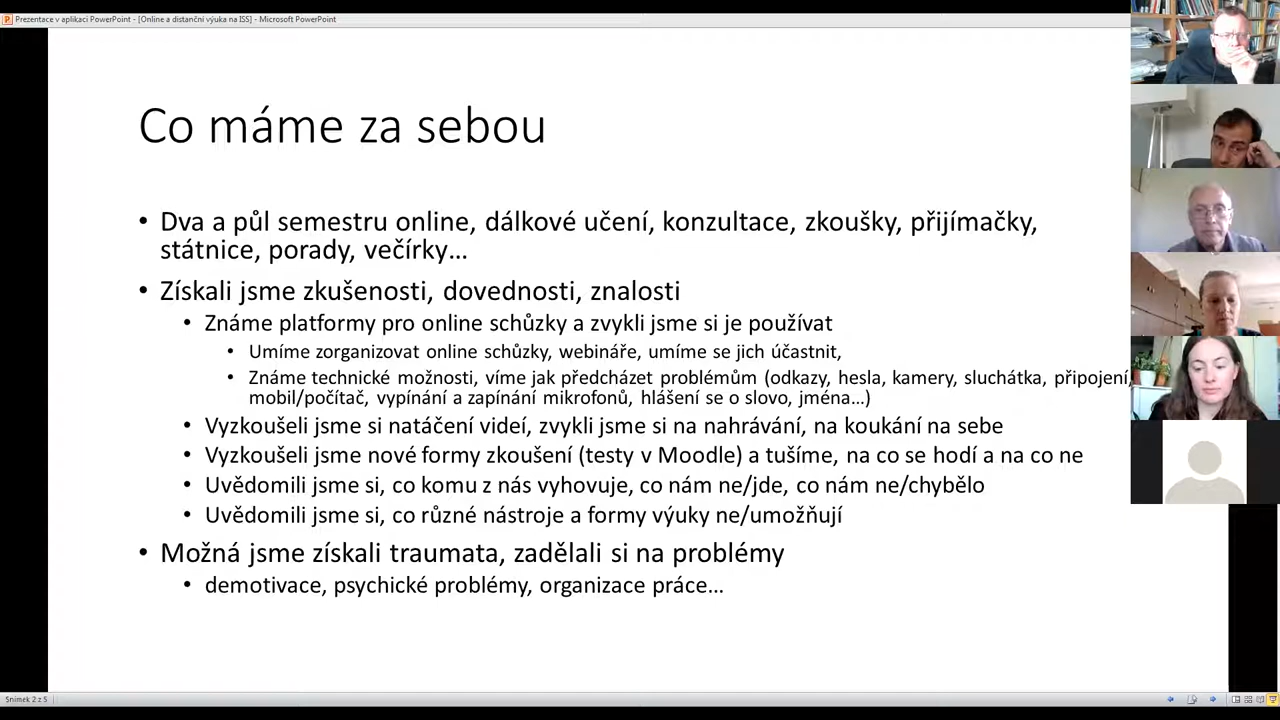 Prezentace v aplikaci PowerPoint - [Online a distanční výuka na ISS] - Microsoft PowerPoint
Co máme za sebou
• Dva a půl semestru online, dálkové učení, konzultace, zkoušky, přijímačky,
státnice, porady, večírky…
• Získali jsme zkušenosti, dovednosti, znalosti
• Známe platformy pro online schůzky a zvykli jsme si je používat
• Umíme zorganizovat online schůzky, webináře, umíme se jich účastnit,
• Známe technické možnosti, víme jak předcházet problémům (odkazy, hesla, kamery, sluchátka, připojení,
mobil/počítač, vypínání a zapínání mikrofonů, hlášení se o slovo, jména…)
• Vyzkoušeli jsme si natáčení videí, zvykli jsme si na nahrávání, na koukání na sebe
• Vyzkoušeli jsme nové formy zkoušení (testy v Moodle) a tušíme, na co se hodí a na co ne
• Uvědomili jsme si, co komu z nás vyhovuje, co nám ne/jde, co nám ne/chybělo
• Uvědomili jsme si, co různé nástroje a formy výuky ne/umožňují
• Možná jsme získali traumata, zadělali si na problémy
• demotivace, psychické problémy, organizace práce…
Snímek 2 z 5